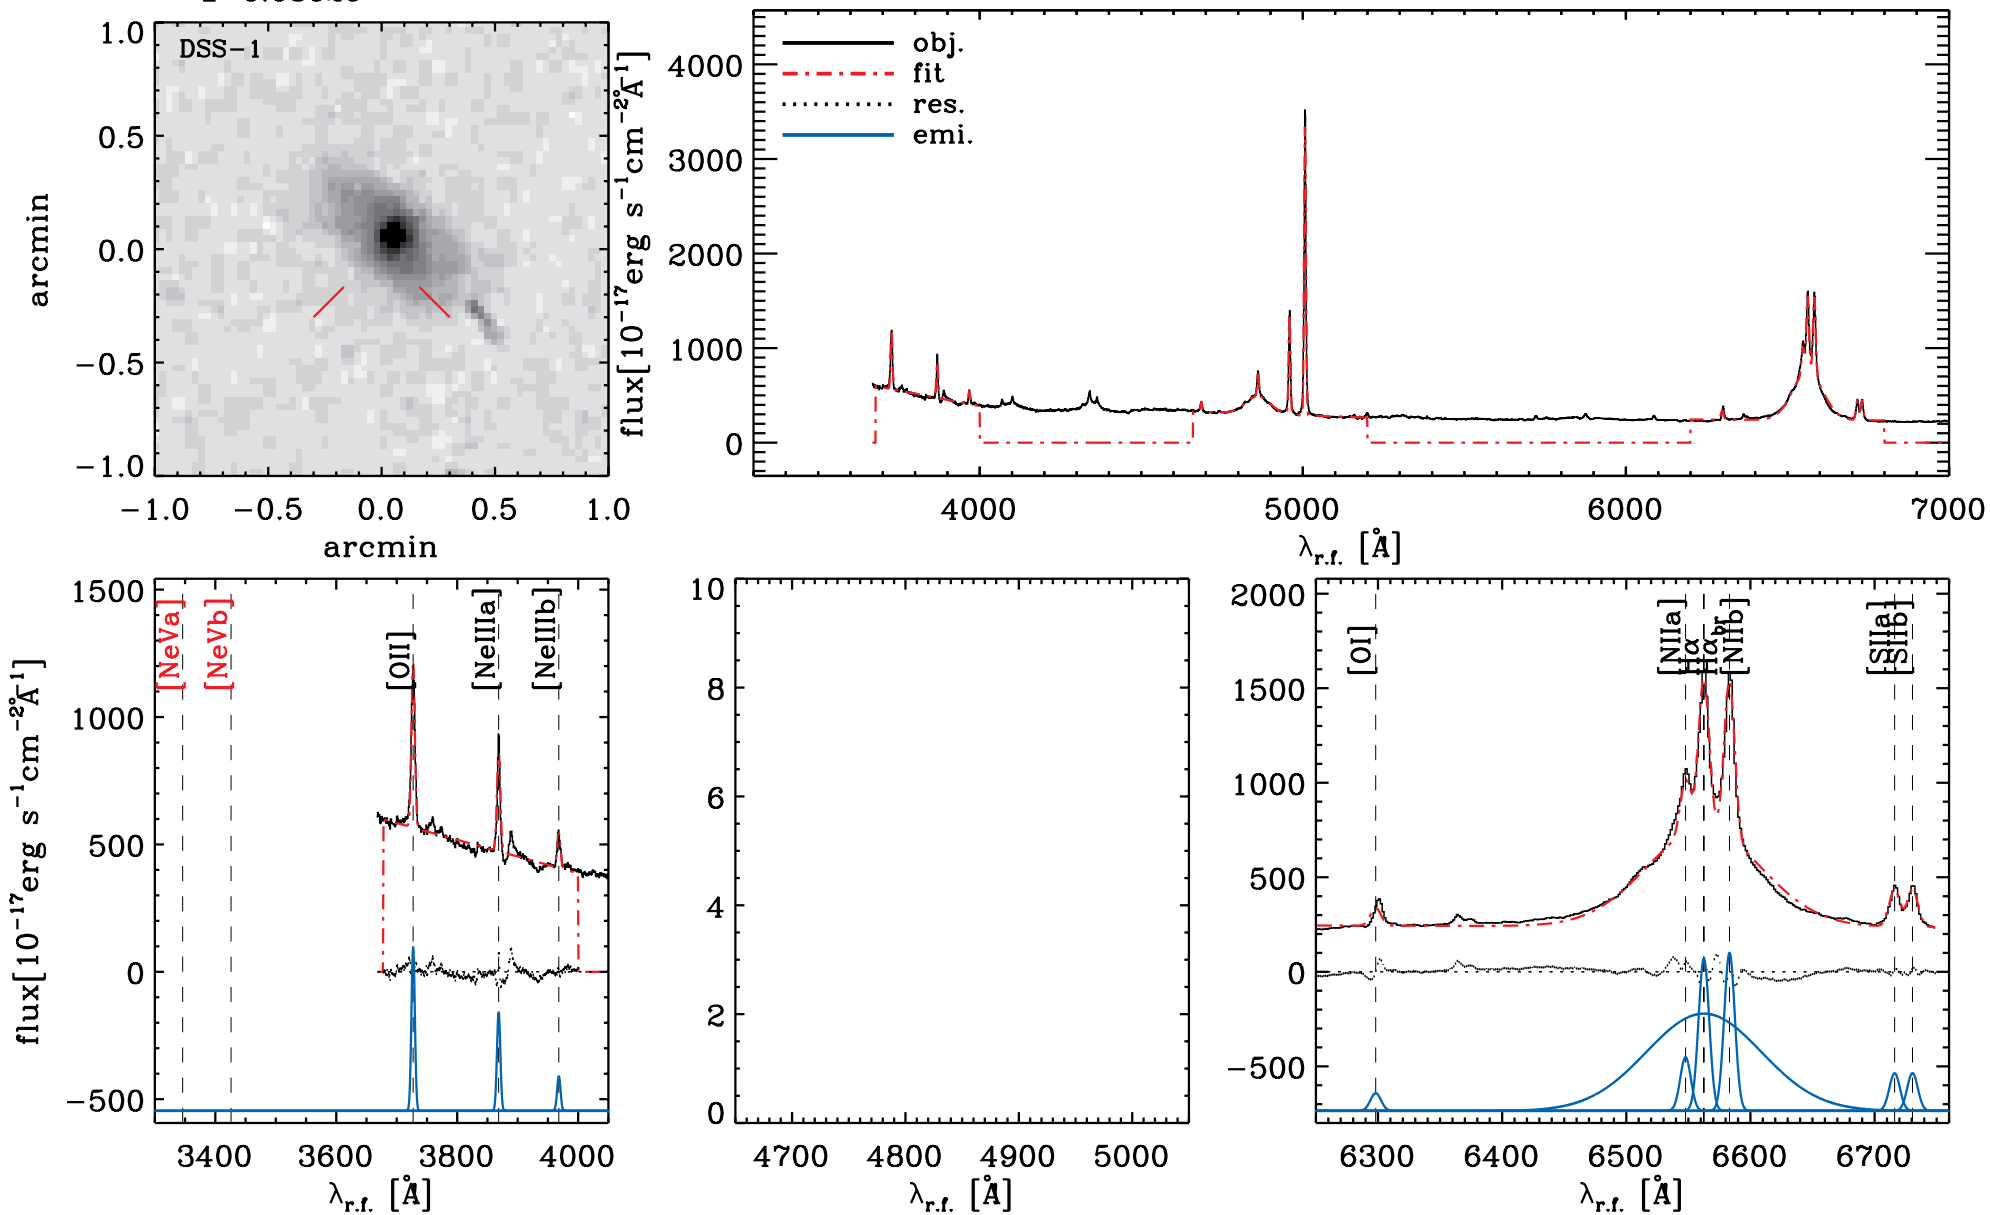 DSS-1
1.0
0.5
0.0
-0.5
-1.0
arcmin
-1.0 -0.5 0.0 0.5 1.0
arcmin
flux[10⁻¹⁷erg s⁻¹cm⁻²Å⁻¹]
obj.
fit
res.
emi.
4000
3000
2000
1000
0
4000 5000 6000 7000
λr.f. [Å]
flux[10⁻¹⁷erg s⁻¹cm⁻²Å⁻¹]
1500
1000
500
0
-500
[NeVa] [NeVb] [OII] [NeIIIa] [NeIIIb]
3400 3600 3800 4000
λr.f. [Å]
10
8
6
4
2
0
4700 4800 4900 5000
λr.f. [Å]
2000
1500
1000
500
0
-500
[OI] [NIIa] Hα Hαbr [NIIb] [SIIa] [SIIb]
6300 6400 6500 6600 6700
λr.f. [Å]